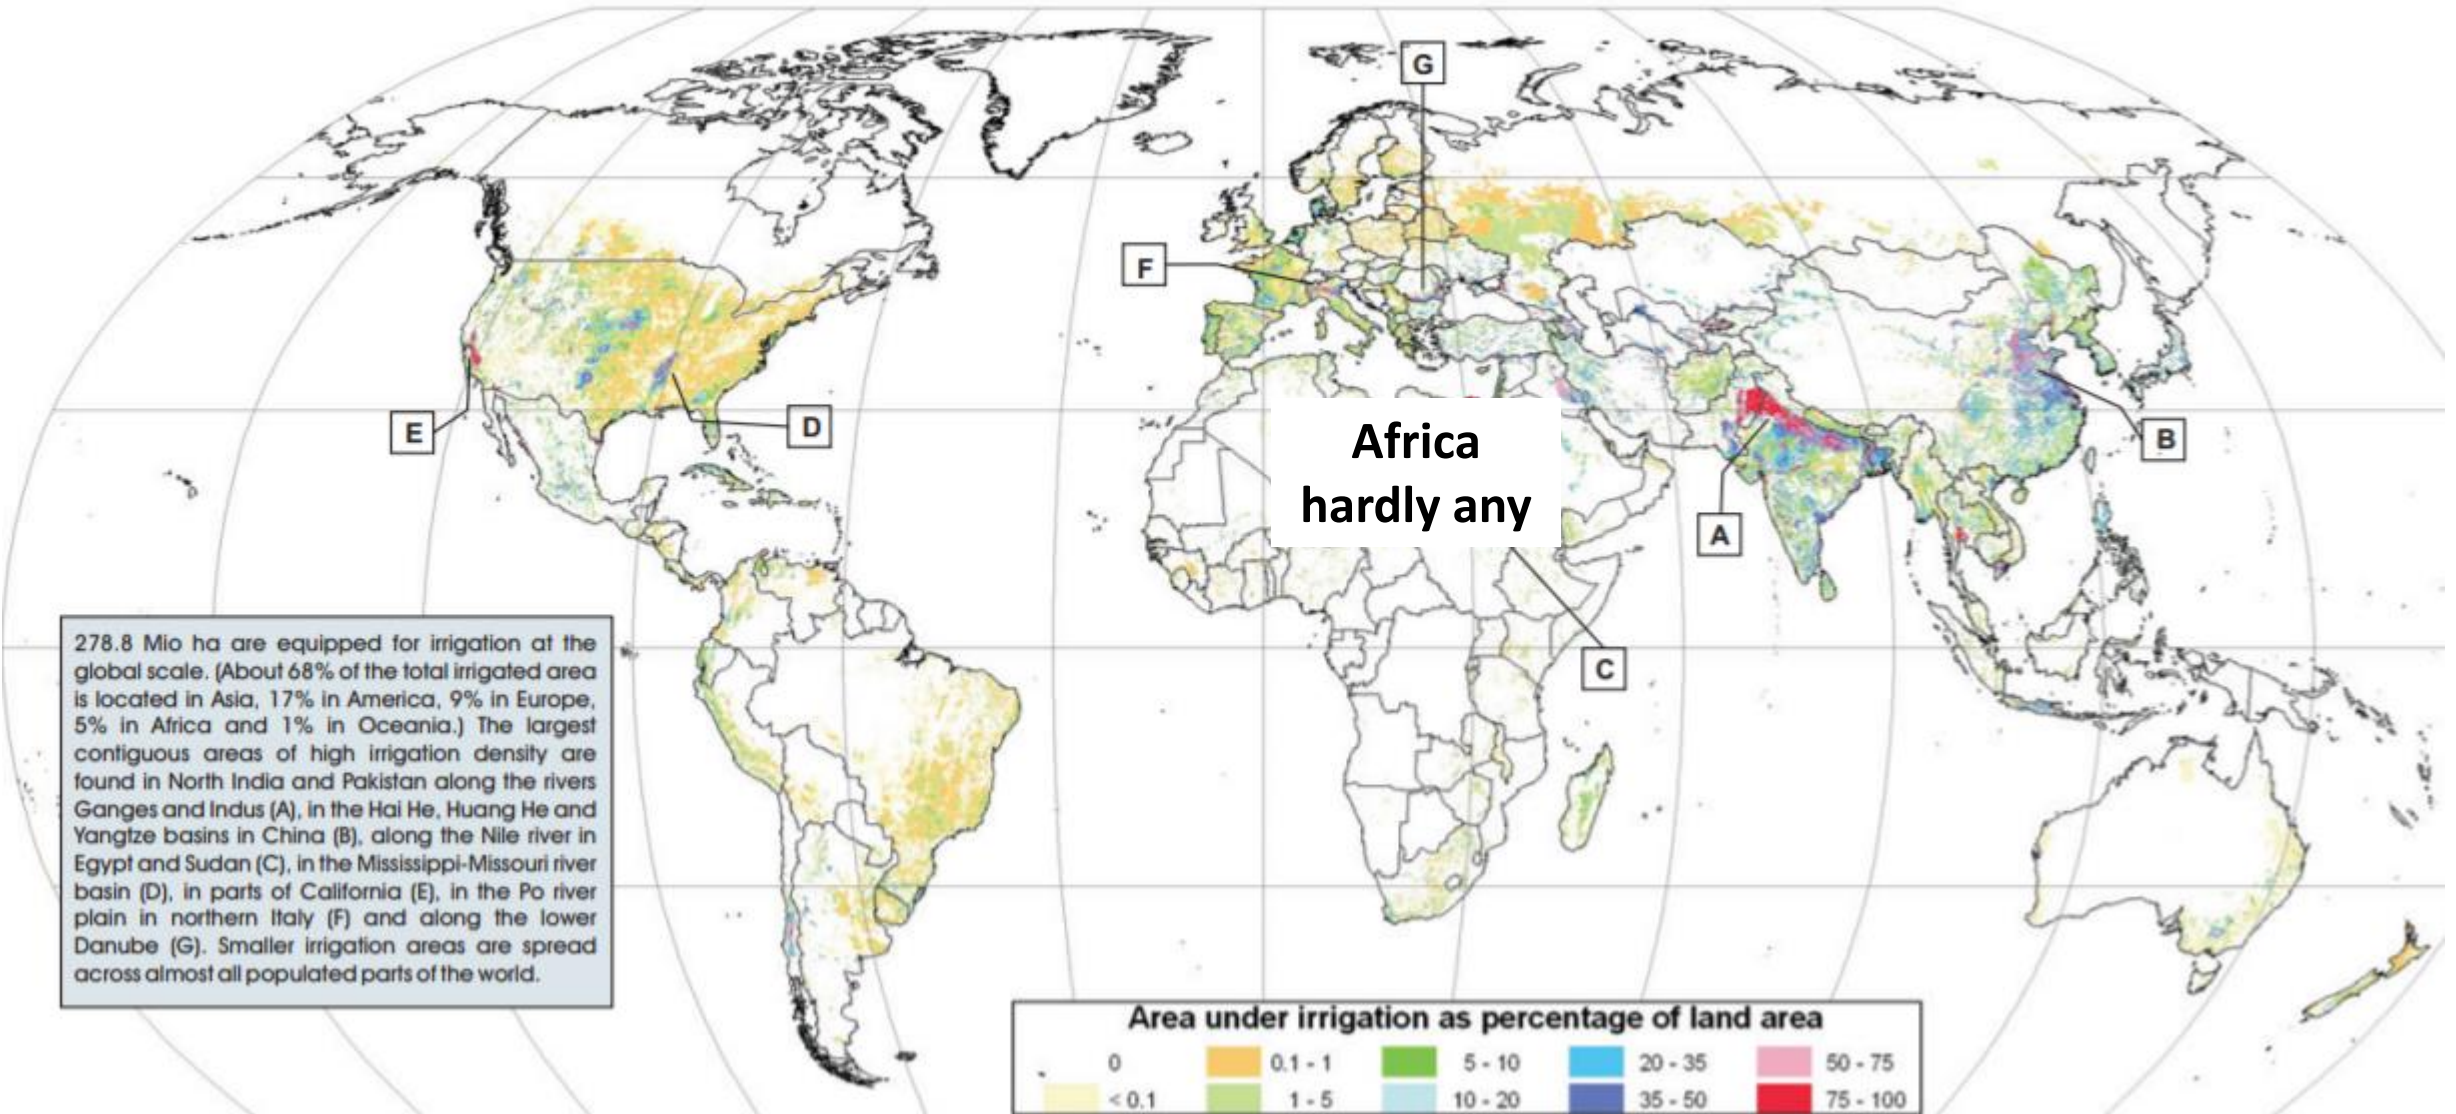 G
F
E
D
Africa
hardly any
B
A
C
278.8 Mio ha are equipped for irrigation at the
global scale. (About 68% of the total irrigated area
is located in Asia, 17% in America, 9% in Europe,
5% in Africa and 1% in Oceania.) The largest
contiguous areas of high irrigation density are
found in North India and Pakistan along the rivers
Ganges and Indus (A), in the Hai He, Huang He and
Yangtze basins in China (B), along the Nile river in
Egypt and Sudan (C), in the Mississippi-Missouri river
basin (D), in parts of California (E), in the Po river
plain in northern Italy (F) and along the lower
Danube (G). Smaller irrigation areas are spread
across almost all populated parts of the world.
Area under irrigation as percentage of land area
0 0.1 - 1 5 - 10 20 - 35 50 - 75
< 0.1 1 - 5 10 - 20 35 - 50 75 - 100